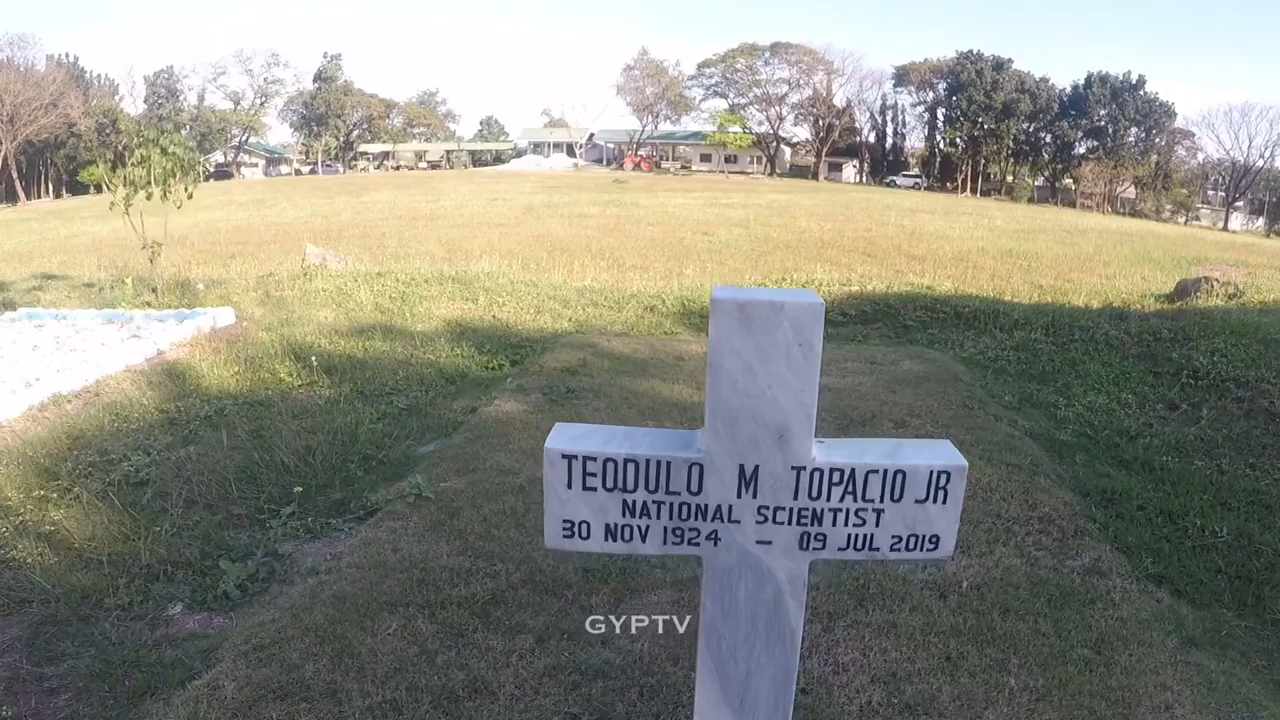 TEODULO M TOPACIO JR
NATIONAL SCIENTIST
30 NOV 1924 – 09 JUL 2019
GYPTV